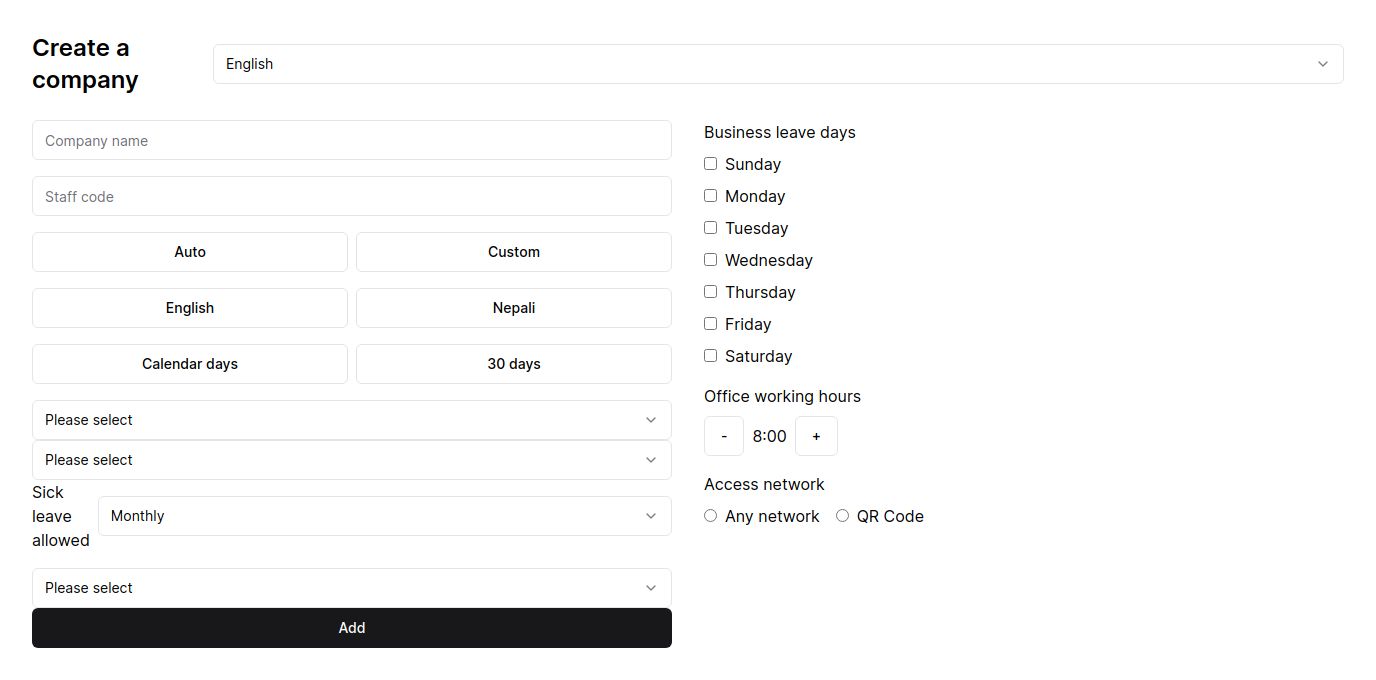 Create a
company
English
Company name
Staff code
Auto
Custom
English
Nepali
Calendar days
30 days
Please select
Please select
Sick
leave
allowed
Monthly
Please select
Add
Business leave days
Sunday
Monday
Tuesday
Wednesday
Thursday
Friday
Saturday
Office working hours
- 8:00 +
Access network
Any network
QR Code